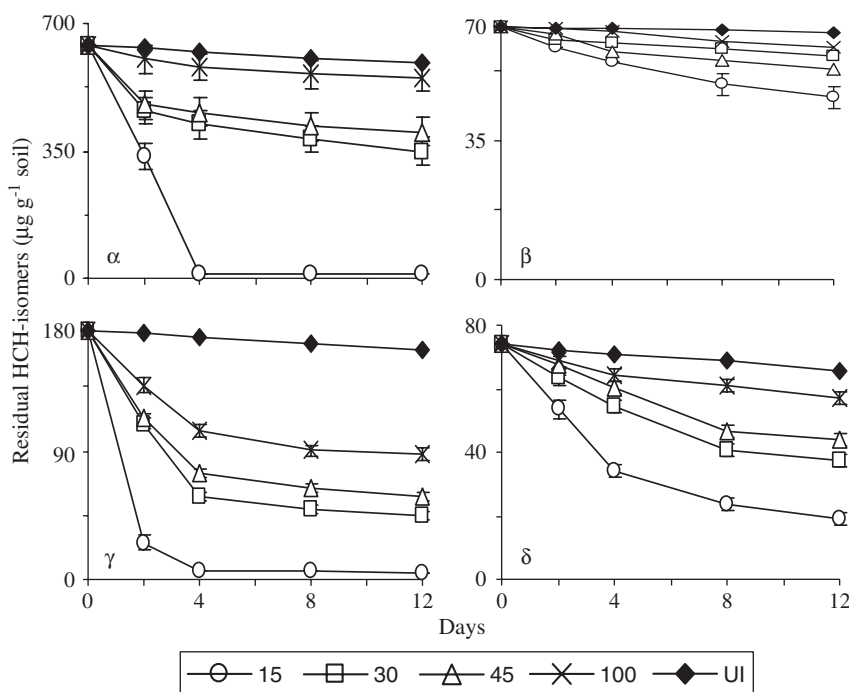 Residual HCH-isomers (μg g⁻¹ soil)
700
350
0
α
70
35
0
β
180
90
0
γ
0 4 8 12
80
40
0
δ
0 4 8 12
Days
15 30 45 100 UI